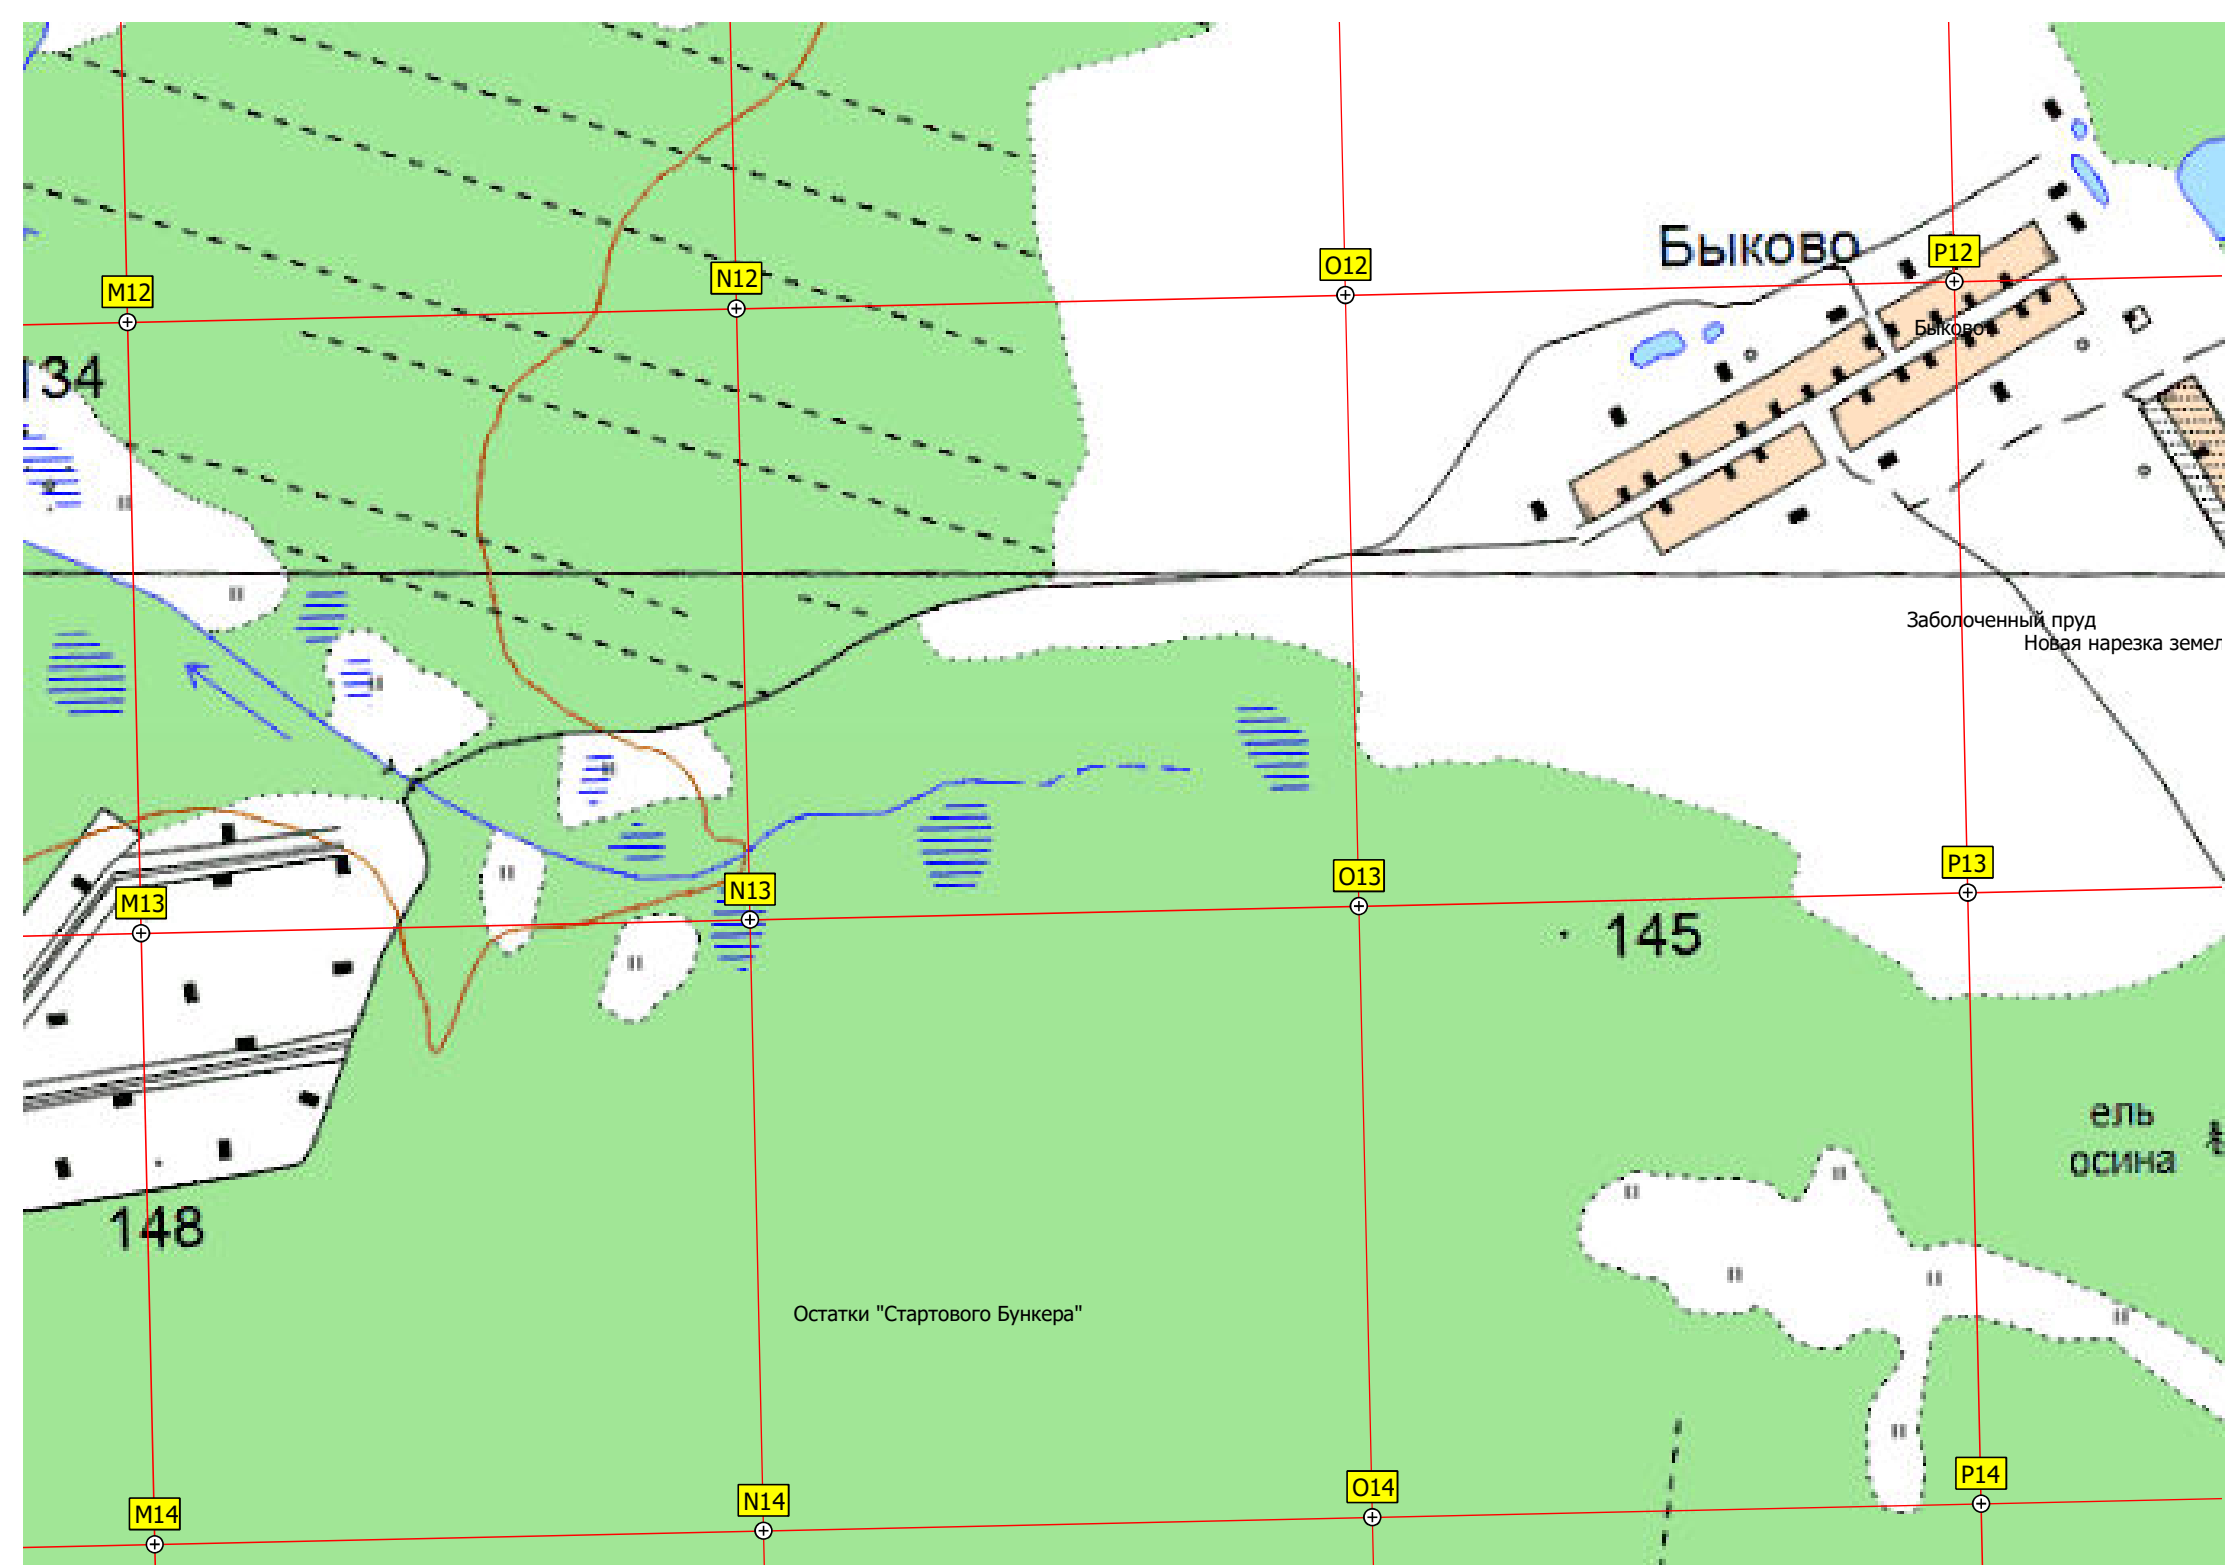 Быково
P12
O12
N12
M12
Быково
134
Заболоченный пруд
Новая нарезка земел
P13
O13
N13
M13
145
ель
осина
148
Остатки "Стартового Бункера"
P14
O14
N14
M14